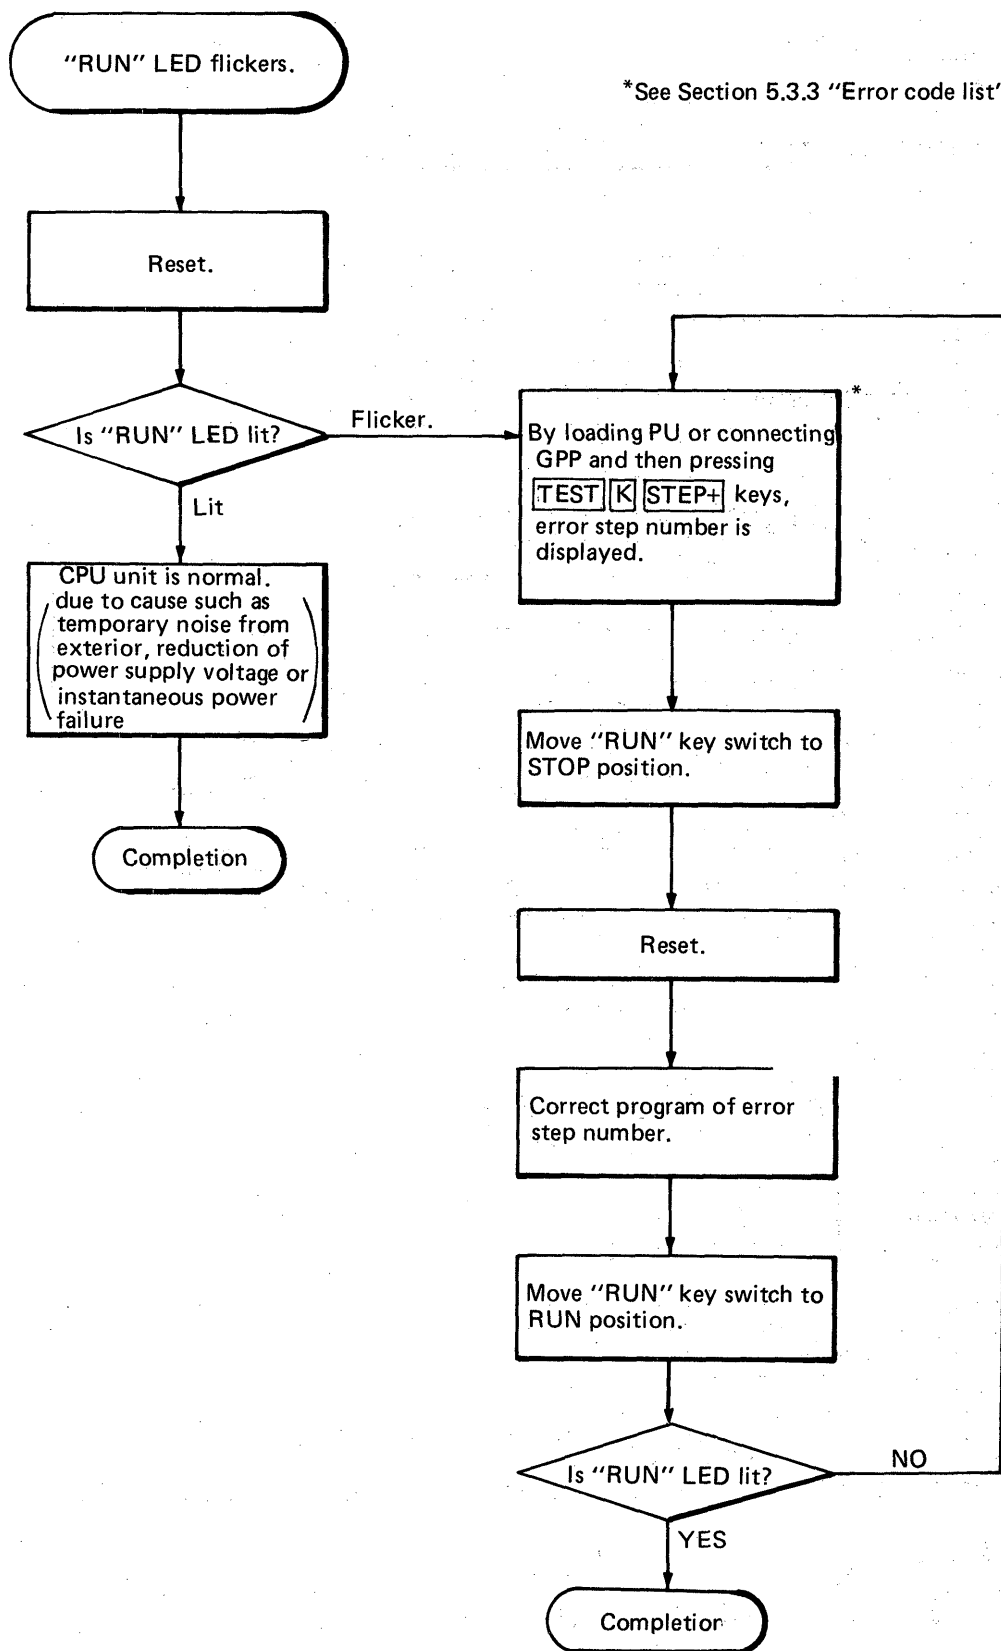 "RUN" LED flickers.
*See Section 5.3.3 "Error code list"
Reset.
Is "RUN" LED lit?
Flicker.
Lit
CPU unit is normal.
due to cause such as
temporary noise from
exterior, reduction of
power supply voltage or
instantaneous power
failure
Completion
*
By loading PU or connecting
GPP and then pressing
TEST K STEP+ keys,
error step number is
displayed.
Move "RUN" key switch to
STOP position.
Reset.
Correct program of error
step number.
Move "RUN" key switch to
RUN position.
Is "RUN" LED lit?
NO
YES
Completion